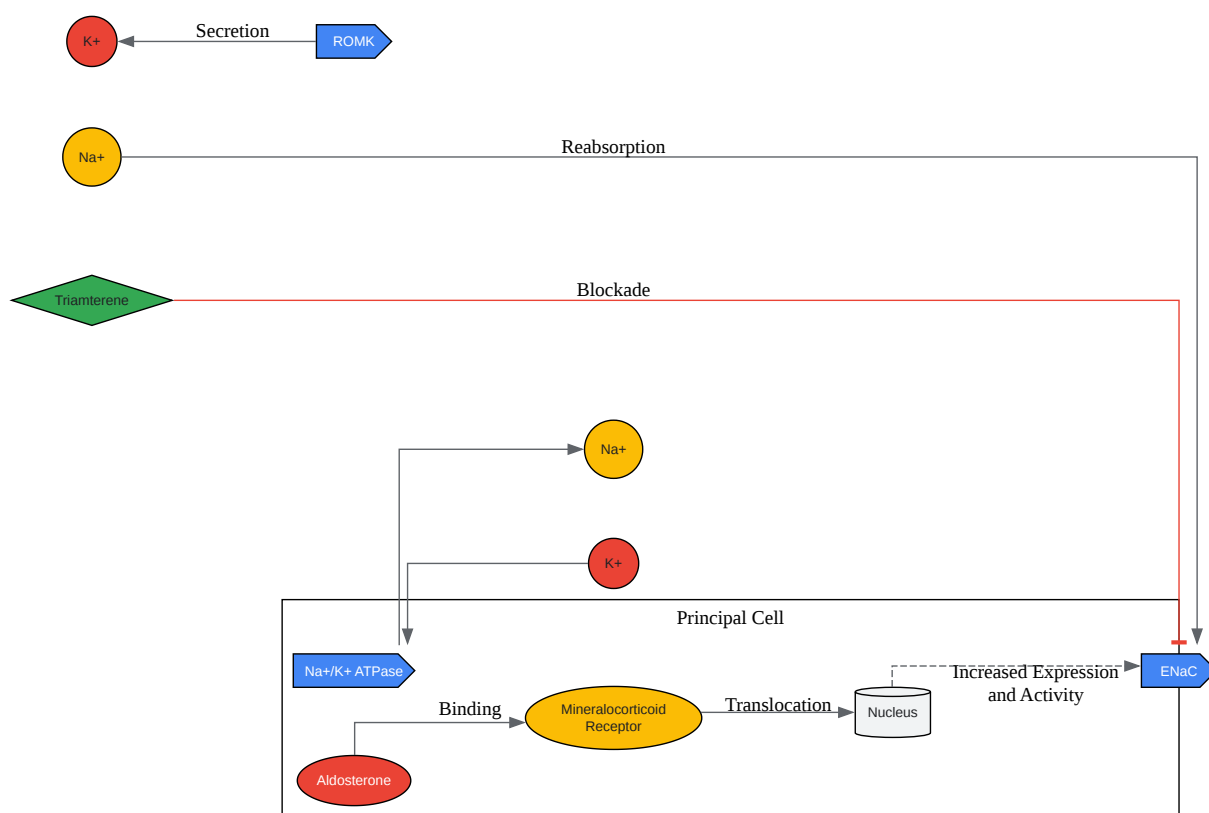 Secretion
K+
ROMK
Reabsorption
Na+
Blockade
Triamterene
Na+
K+
Principal Cell
Na+/K+ ATPase
Increased Expression
and Activity
ENaC
Binding
Mineralocorticoid
Receptor
Translocation
Nucleus
Aldosterone